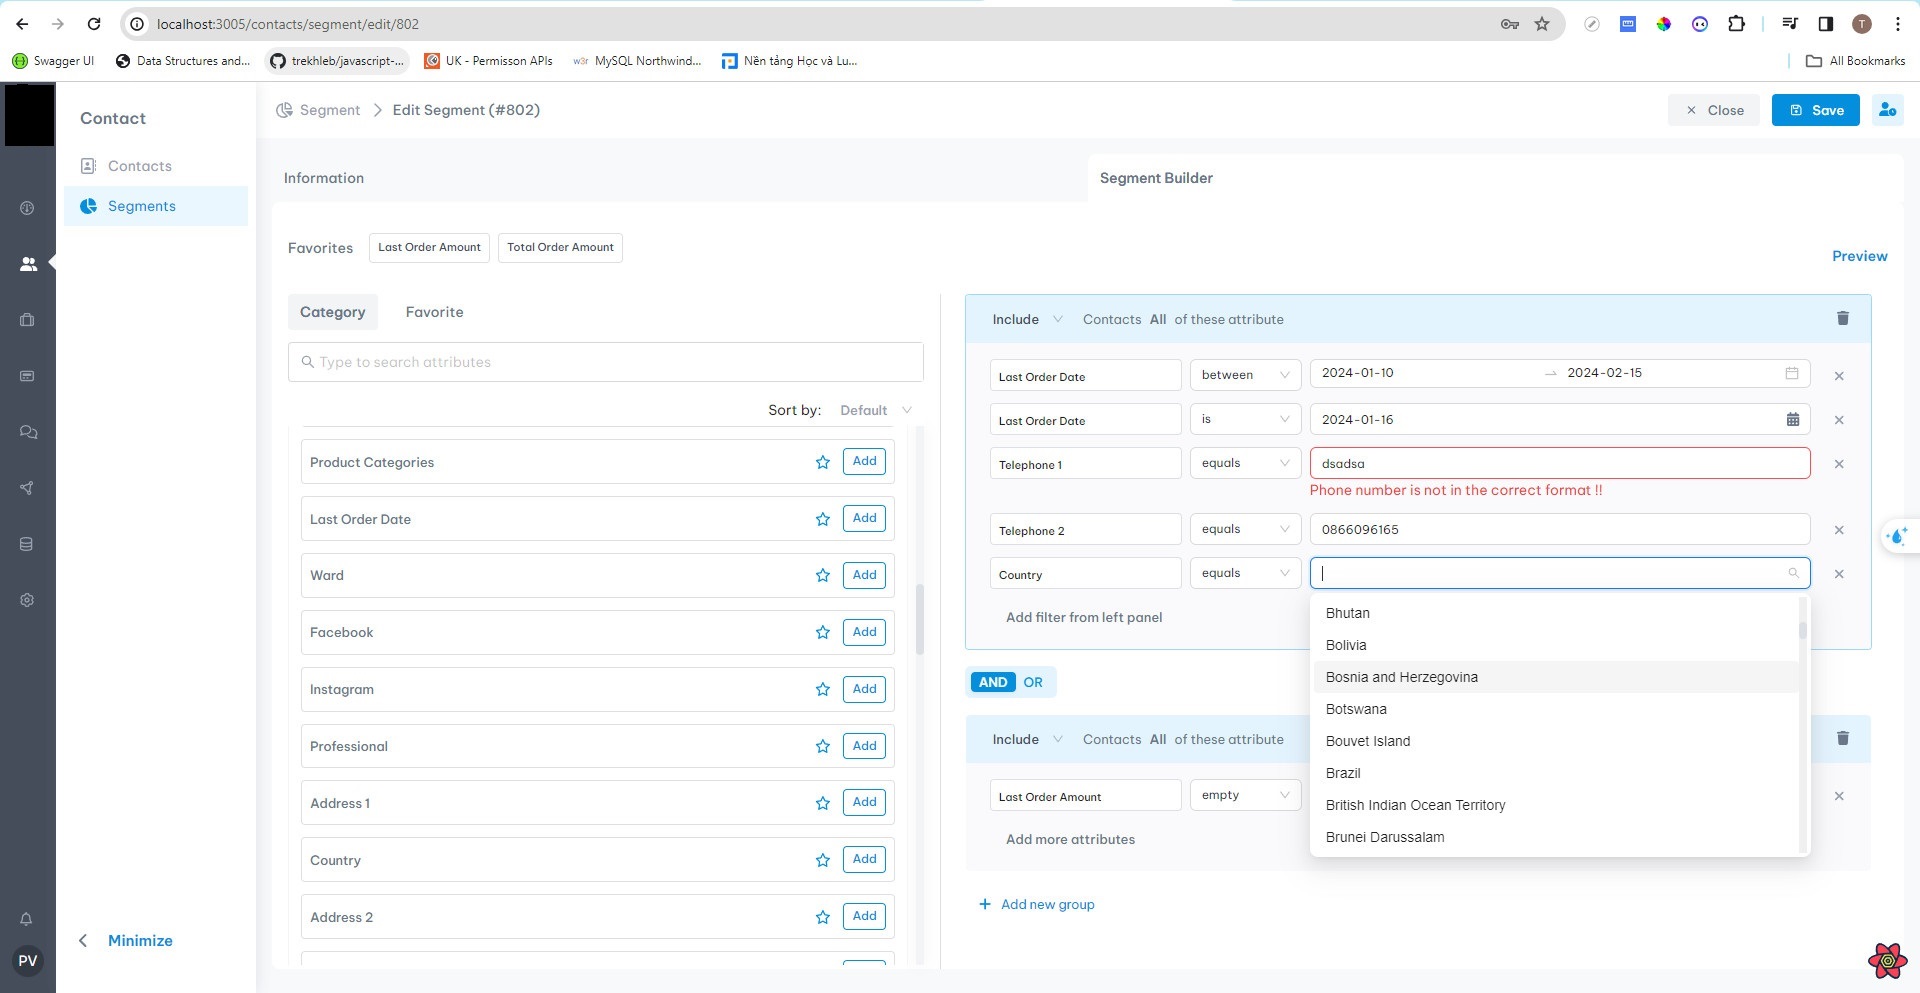 localhost:3005/contacts/segment/edit/802
Swagger UI
Data Structures and...
trekhleb/javascript-...
UK - Permisson APIs
w3r
MySQL Northwind...
Nền tảng Học và Lu...
All Bookmarks
T
Contact
Contacts
Segments
Segment
Edit Segment (#802)
Close
Save
Information
Segment Builder
Favorites
Last Order Amount
Total Order Amount
Preview
Category
Favorite
Type to search attributes
Sort by:
Default
Product Categories
Add
Last Order Date
Add
Ward
Add
Facebook
Add
Instagram
Add
Professional
Add
Address 1
Add
Country
Add
Address 2
Add
Include
Contacts All of these attribute
Last Order Date
between
2024-01-10
2024-02-15
Last Order Date
is
2024-01-16
Telephone 1
equals
dsadsa
Phone number is not in the correct format !!
Telephone 2
equals
0866096165
Country
equals
Add filter from left panel
Bhutan
Bolivia
Bosnia and Herzegovina
Botswana
Bouvet Island
Brazil
British Indian Ocean Territory
Brunei Darussalam
AND
OR
Include
Contacts All of these attribute
Last Order Amount
empty
Add more attributes
Add new group
Minimize
PV